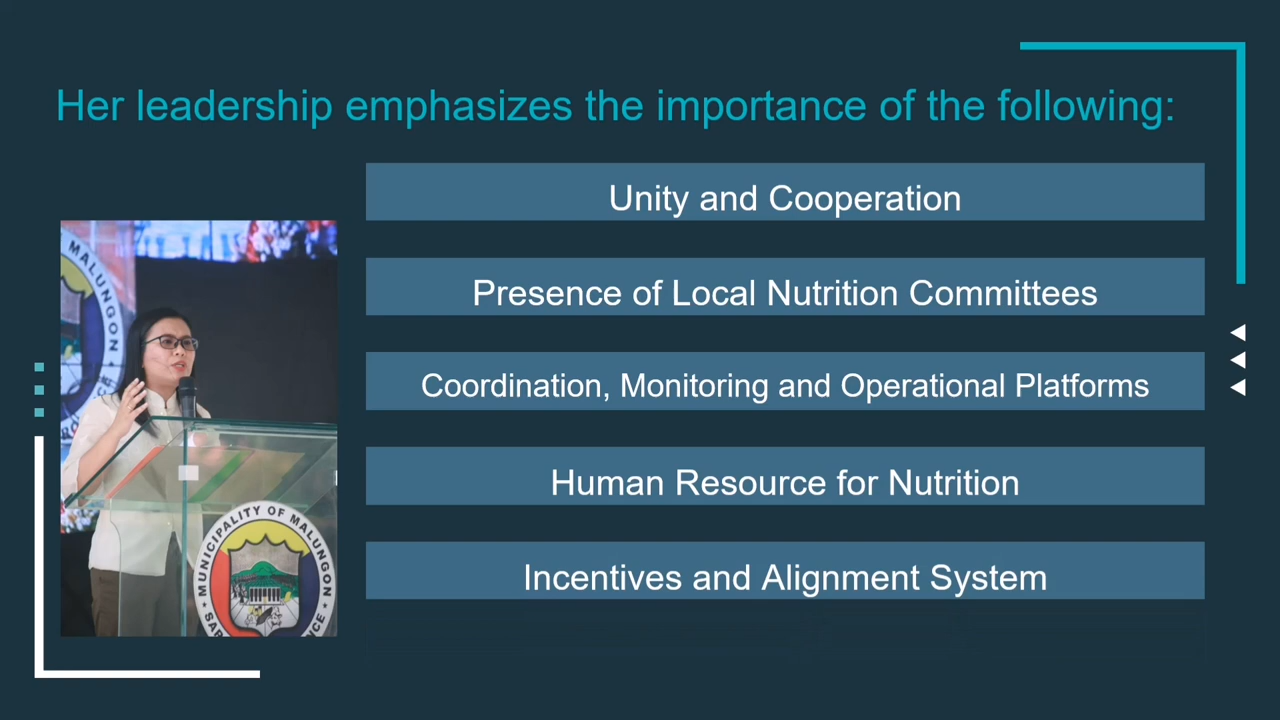 Her leadership emphasizes the importance of the following:
Unity and Cooperation
Presence of Local Nutrition Committees
Coordination, Monitoring and Operational Platforms
Human Resource for Nutrition
Incentives and Alignment System
MALUNGON
MUNICIPALITY OF MALUNGON